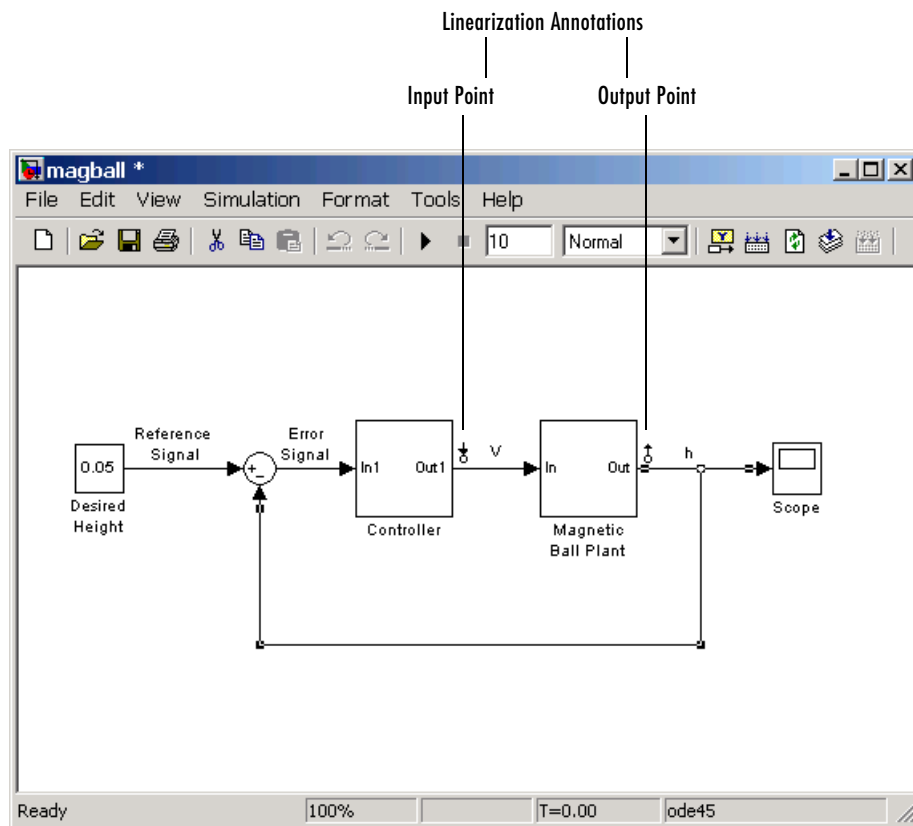 Linearization Annotations
Input Point
Output Point
magball *
File Edit View Simulation Format Tools Help
10 Normal
Reference
Signal
Error
Signal
0.05
+
-
In1 Out1
V
In Out
h
Desired
Height
Controller
Magnetic
Ball Plant
Scope
Ready 100% T=0.00 ode45